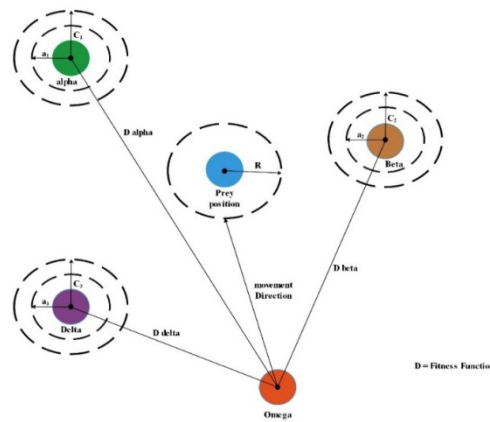 C1
a1
alpha
D alpha
C2
a2
Beta
R
Prey
position
C3
a3
Delta
movement
Direction
D beta
D delta
D = Fitness Functio
Omega